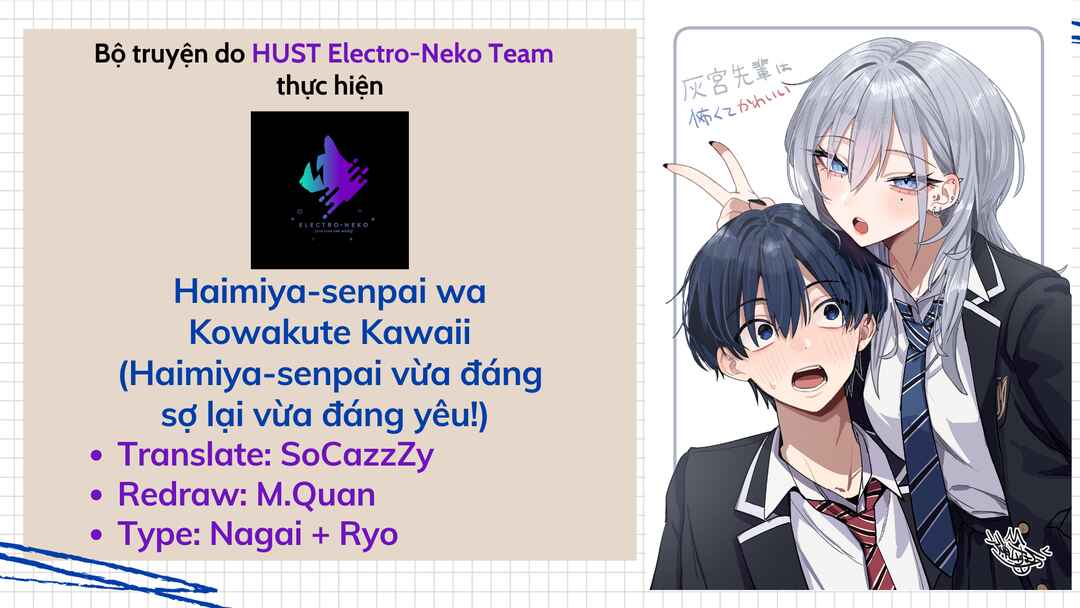 Bộ truyện do HUST Electro-Neko Team
thực hiện
ELECTRO-NEKO
Haimiya-senpai wa
Kowakute Kawaii
(Haimiya-senpai vừa đáng
sợ lại vừa đáng yêu!)
• Translate: SoCazzZy
• Redraw: M.Quan
• Type: Nagai + Ryo
灰宮先輩は
怖くてかわいい